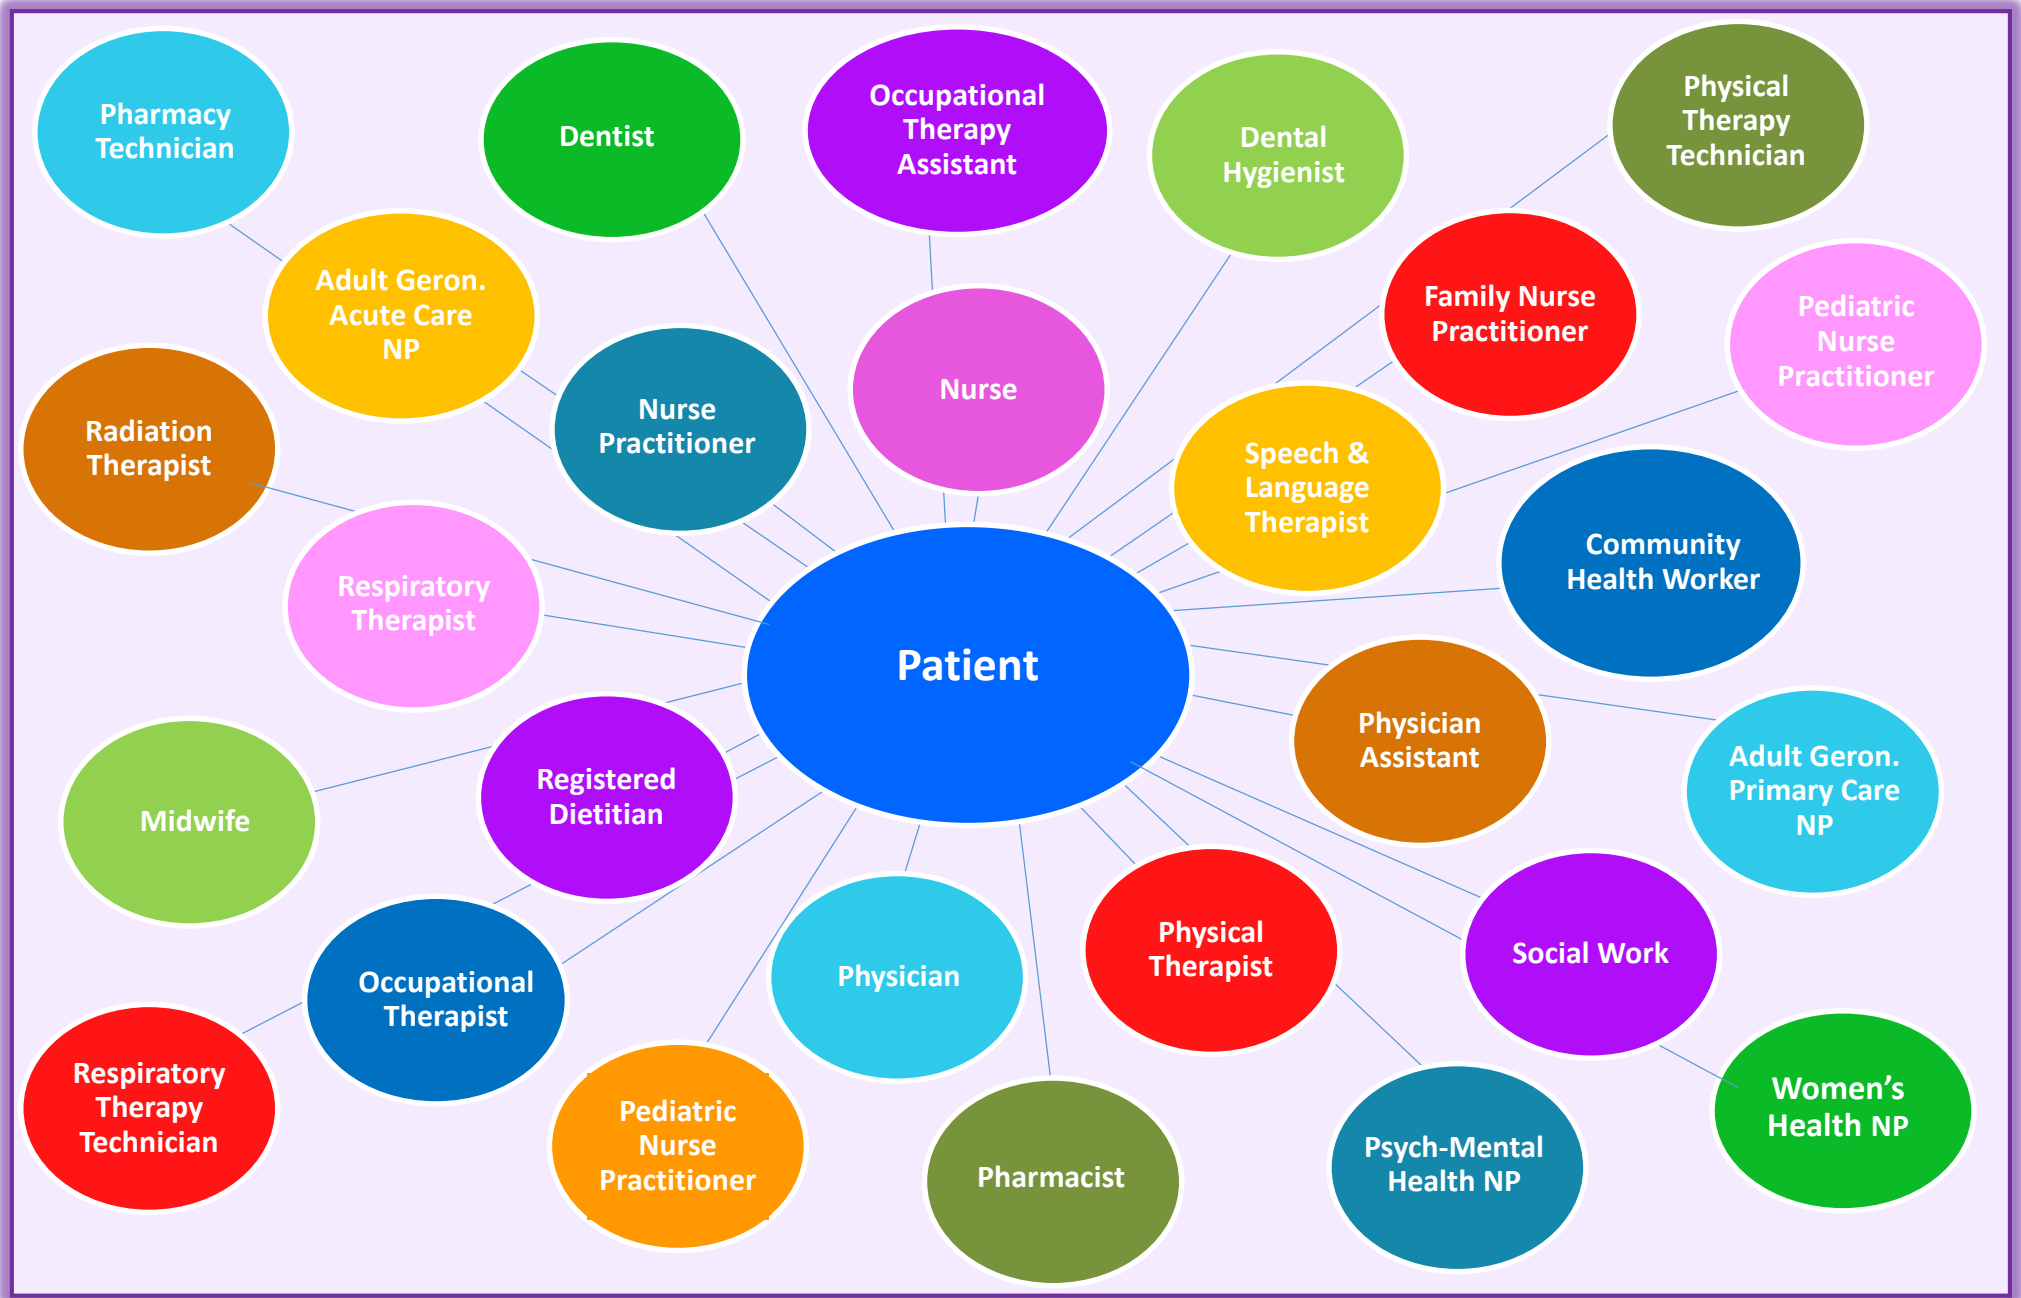 Pharmacy
Technician
Dentist
Occupational
Therapy
Assistant
Dental
Hygienist
Physical
Therapy
Technician
Adult Geron.
Acute Care
NP
Nurse
Practitioner
Nurse
Family Nurse
Practitioner
Pediatric
Nurse
Practitioner
Radiation
Therapist
Speech &
Language
Therapist
Community
Health Worker
Respiratory
Therapist
Patient
Physician
Assistant
Adult Geron.
Primary Care
NP
Midwife
Registered
Dietitian
Occupational
Therapist
Physician
Physical
Therapist
Social Work
Respiratory
Therapy
Technician
Pediatric
Nurse
Practitioner
Pharmacist
Psych-Mental
Health NP
Women’s
Health NP